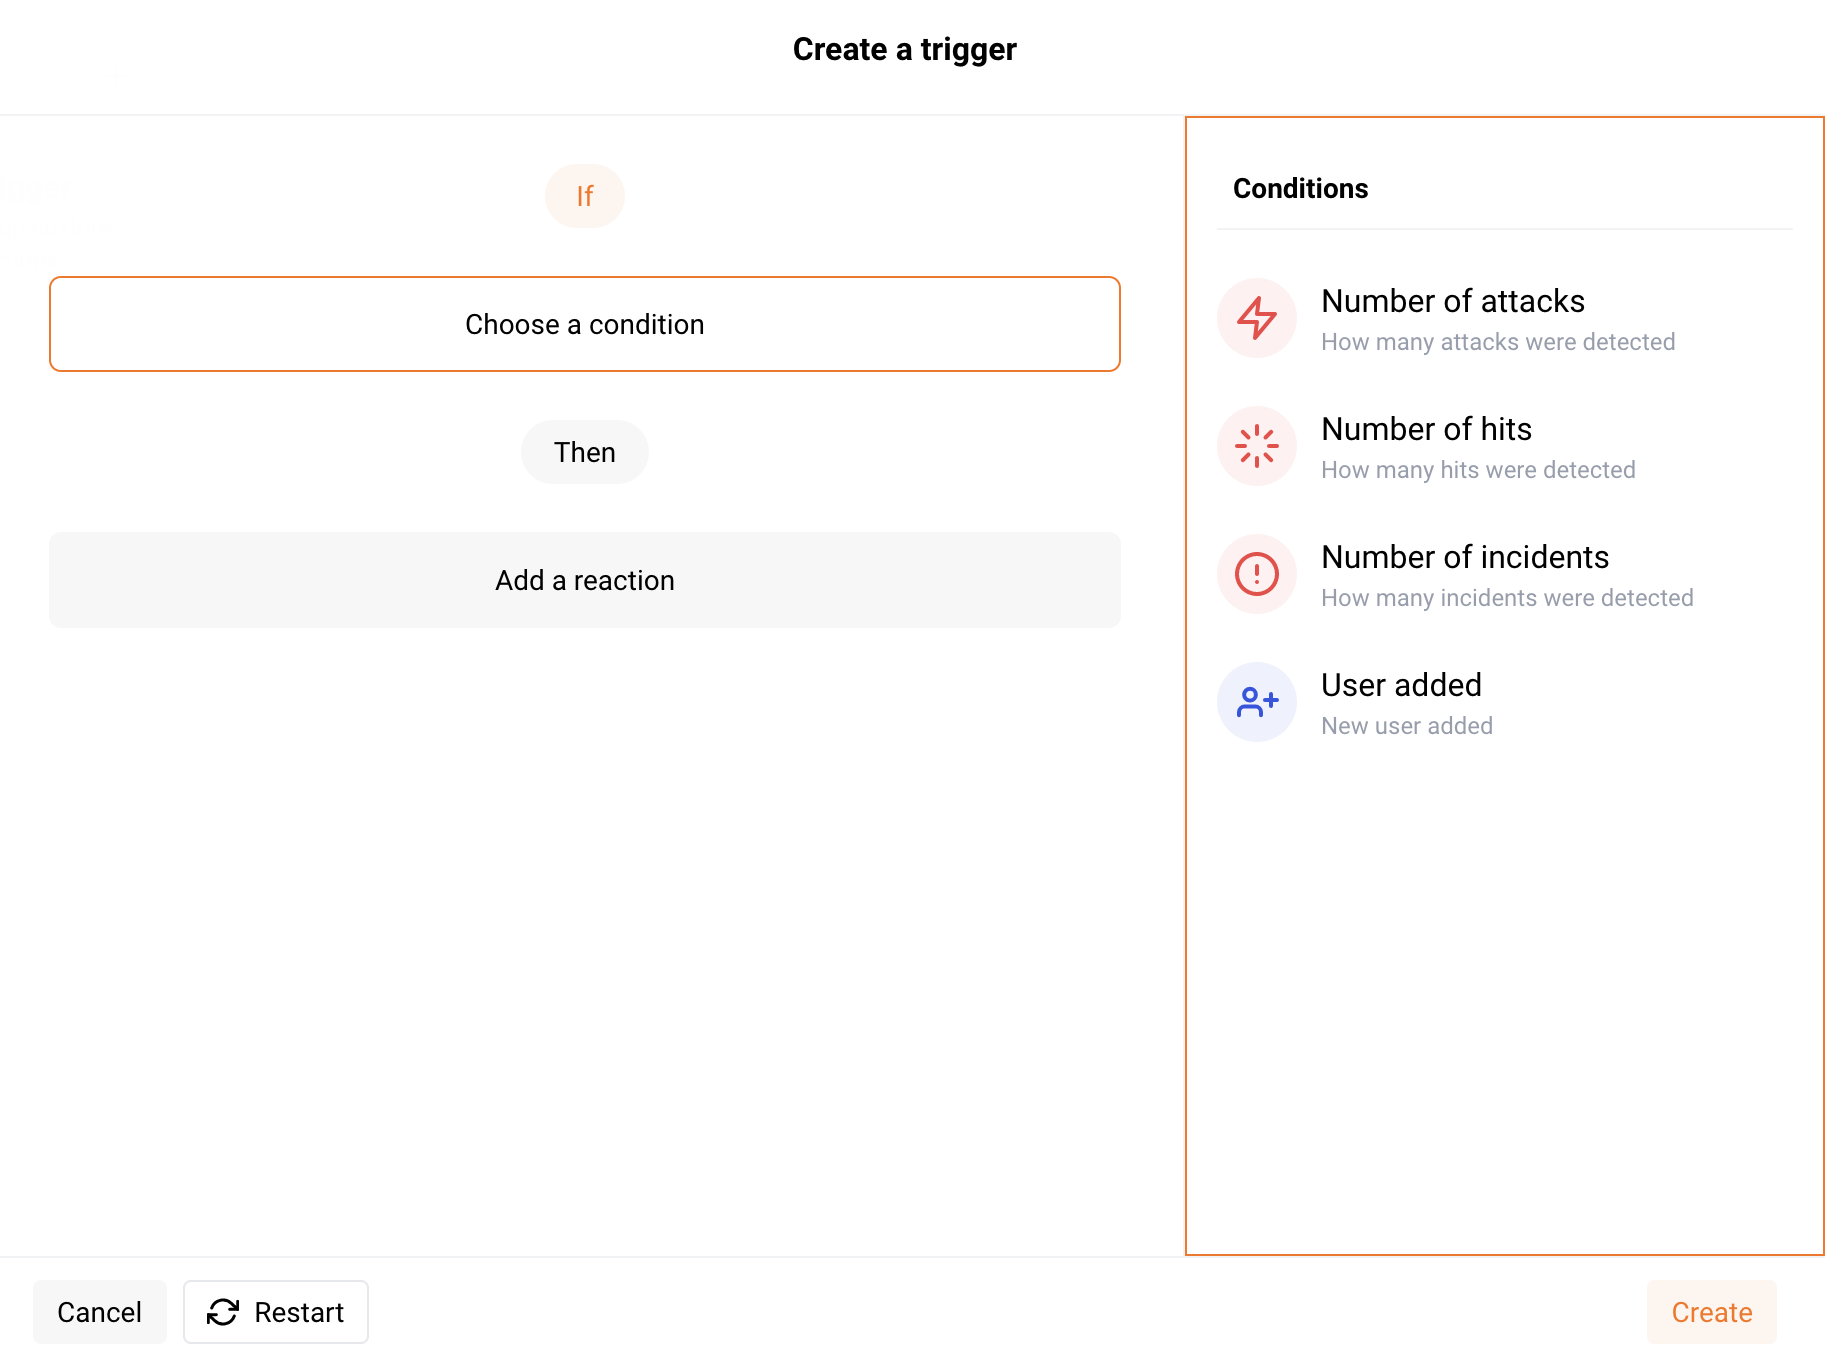 Create a trigger
If
Choose a condition
Then
Add a reaction
Conditions
Number of attacks
How many attacks were detected
Number of hits
How many hits were detected
Number of incidents
How many incidents were detected
User added
New user added
Cancel
Restart
Create